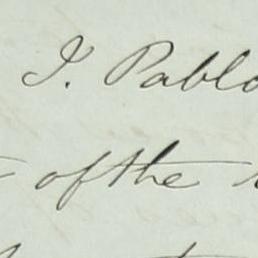 I. Pablo
of the